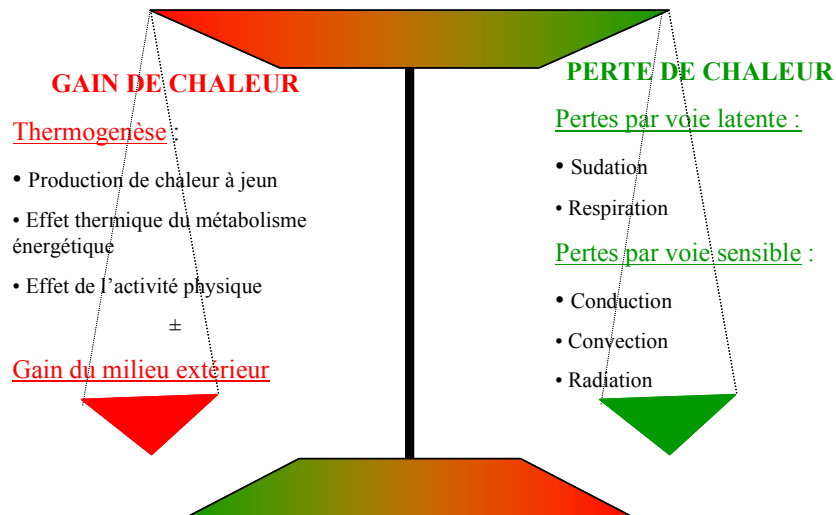 GAIN DE CHALEUR
Thermogenèse :
• Production de chaleur à jeun
• Effet thermique du métabolisme
énergétique
• Effet de l’activité physique
±
Gain du milieu extérieur
PERTE DE CHALEUR
Pertes par voie latente :
• Sudation
• Respiration
Pertes par voie sensible :
• Conduction
• Convection
• Radiation